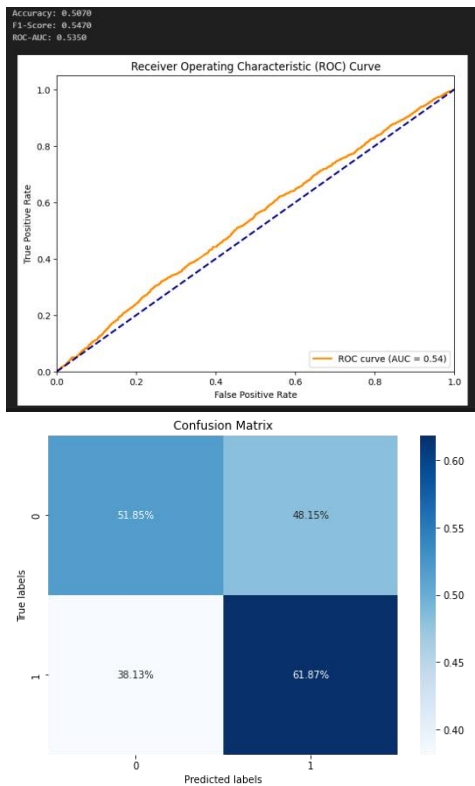 Accuracy: 0.5070
F1-Score: 0.5470
ROC-AUC: 0.5350
Receiver Operating Characteristic (ROC) Curve
1.0
0.8
0.6
0.4
0.2
0.0
True Positive Rate
0.0 0.2 0.4 0.6 0.8 1.0
False Positive Rate
ROC curve (AUC = 0.54)
Confusion Matrix
51.85% 48.15%
38.13% 61.87%
0
1
True labels
0 1
Predicted labels
0.60
0.55
0.50
0.45
0.40